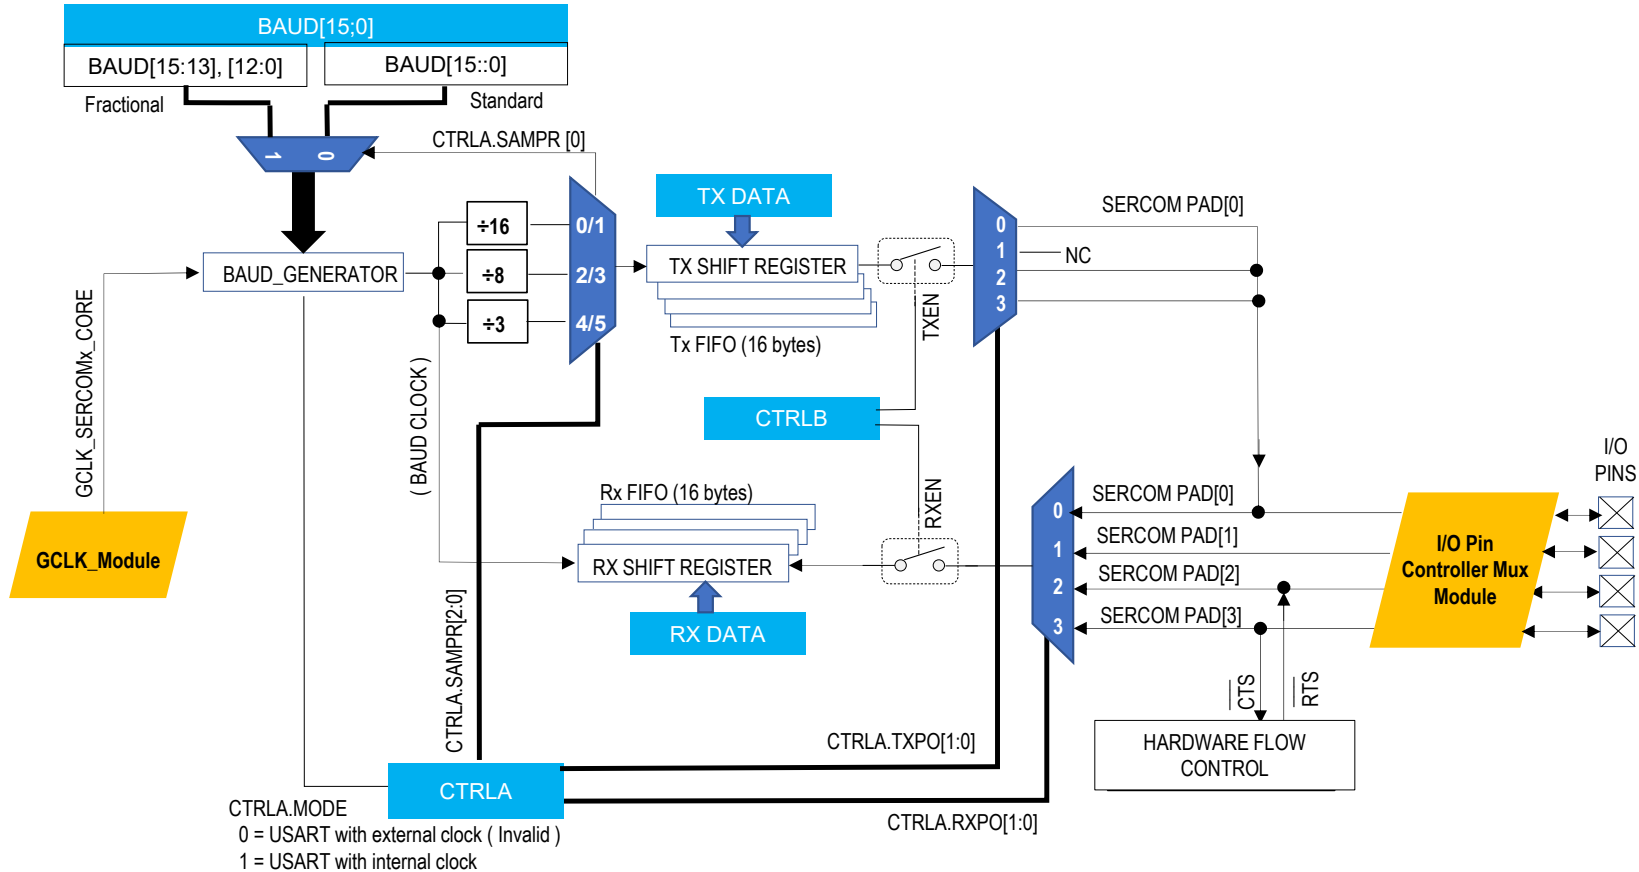 BAUD[15;0]
BAUD[15:13], [12:0]
BAUD[15::0]
Fractional
Standard
1
0
CTRLA.SAMPR [0]
÷16
÷8
÷3
0/1
2/3
4/5
BAUD_GENERATOR
GCLK_SERCOMx_CORE
GCLK_Module
( BAUD CLOCK )
TX DATA
TX SHIFT REGISTER
Tx FIFO (16 bytes)
TXEN
CTRLB
RXEN
Rx FIFO (16 bytes)
RX SHIFT REGISTER
RX DATA
0
1
2
3
SERCOM PAD[0]
NC
0
1
2
3
SERCOM PAD[0]
SERCOM PAD[1]
SERCOM PAD[2]
SERCOM PAD[3]
I/O Pin
Controller Mux
Module
I/O
PINS
CTS
RTS
HARDWARE FLOW
CONTROL
CTRLA.SAMPR[2:0]
CTRLA.TXPO[1:0]
CTRLA.RXPO[1:0]
CTRLA
CTRLA.MODE
0 = USART with external clock ( Invalid )
1 = USART with internal clock